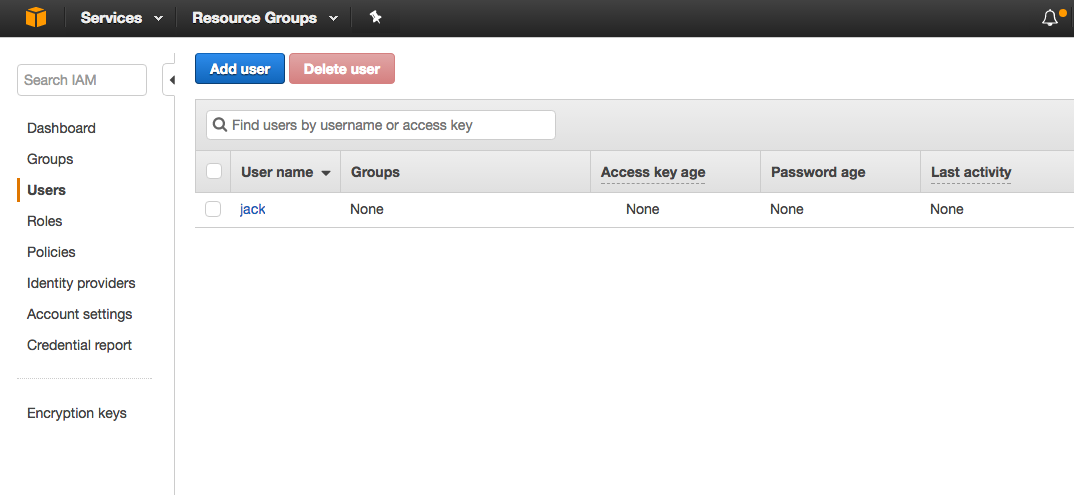 Services Resource Groups
Search IAM
Dashboard
Groups
Users
Roles
Policies
Identity providers
Account settings
Credential report
Encryption keys
Add user Delete user
Find users by username or access key
User name Groups Access key age Password age Last activity
jack None None None None